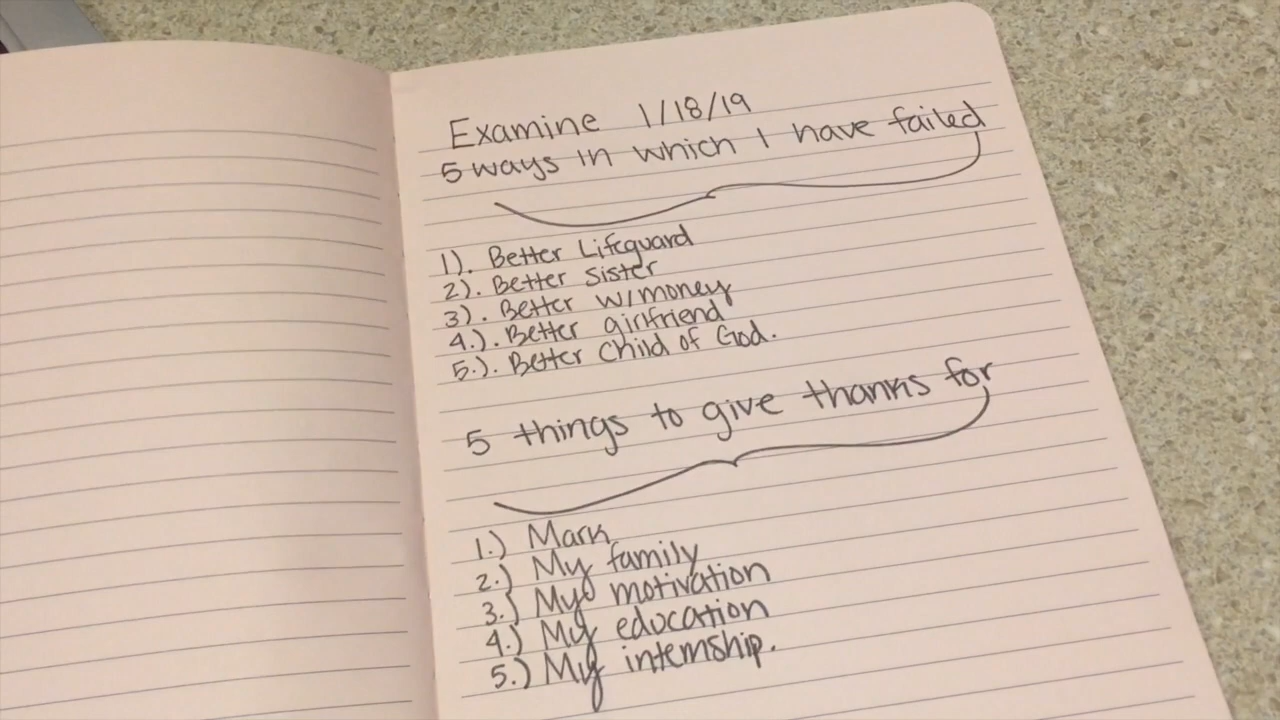 Examine 1/18/19
5 ways in which I have failed
1). Better Lifeguard
2). Better Sister
3). Better w/money
4.). Better girlfriend
5.). Better Child of God.
5 things to give thanks for
1.) Mark
2.) My family
3.) My motivation
4.) My education
5.) My internship.